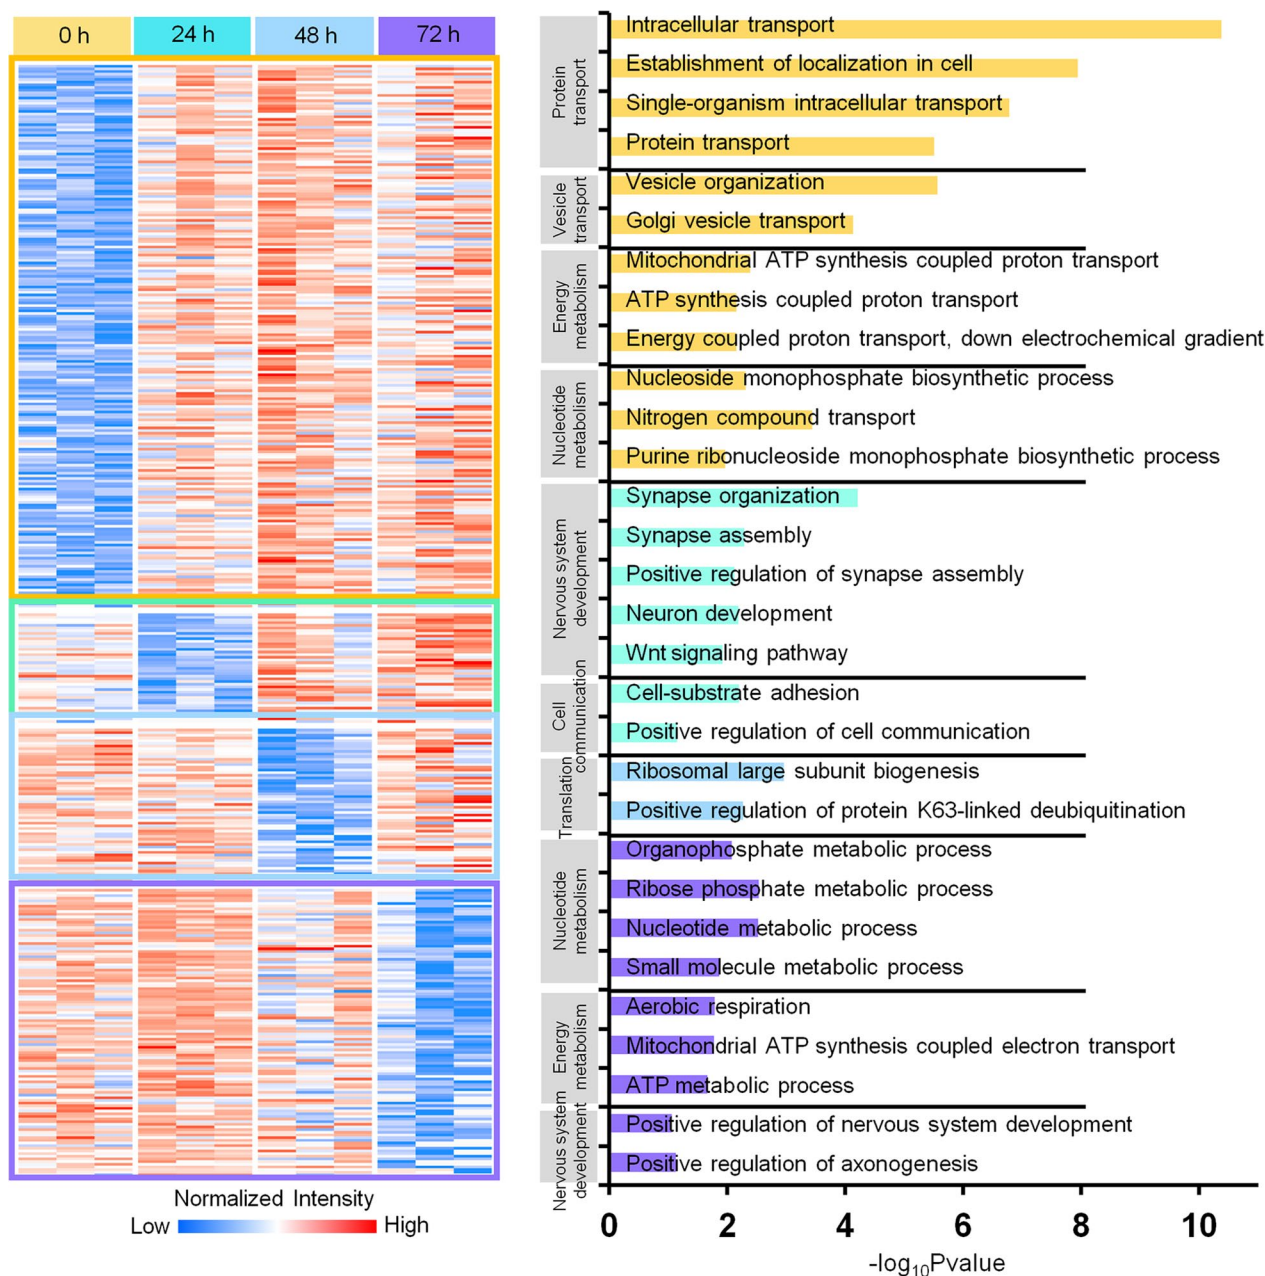 0 h
24 h
48 h
72 h
Normalized Intensity
Low
High
Protein
transport
Intracellular transport
Establishment of localization in cell
Single-organism intracellular transport
Protein transport
Vesicle
transport
Vesicle organization
Golgi vesicle transport
Energy
metabolism
Mitochondrial ATP synthesis coupled proton transport
ATP synthesis coupled proton transport
Energy coupled proton transport, down electrochemical gradient
Nucleotide
metabolism
Nucleoside monophosphate biosynthetic process
Nitrogen compound transport
Purine ribonucleoside monophosphate biosynthetic process
Nervous system
development
Synapse organization
Synapse assembly
Positive regulation of synapse assembly
Neuron development
Wnt signaling pathway
Cell
communication
Cell-substrate adhesion
Positive regulation of cell communication
Translation
Ribosomal large subunit biogenesis
Positive regulation of protein K63-linked deubiquitination
Nucleotide
metabolism
Organophosphate metabolic process
Ribose phosphate metabolic process
Nucleotide metabolic process
Small molecule metabolic process
Energy
metabolism
Aerobic respiration
Mitochondrial ATP synthesis coupled electron transport
ATP metabolic process
Nervous system
development
Positive regulation of nervous system development
Positive regulation of axonogenesis
0 2 4 6 8 10
-log10Pvalue